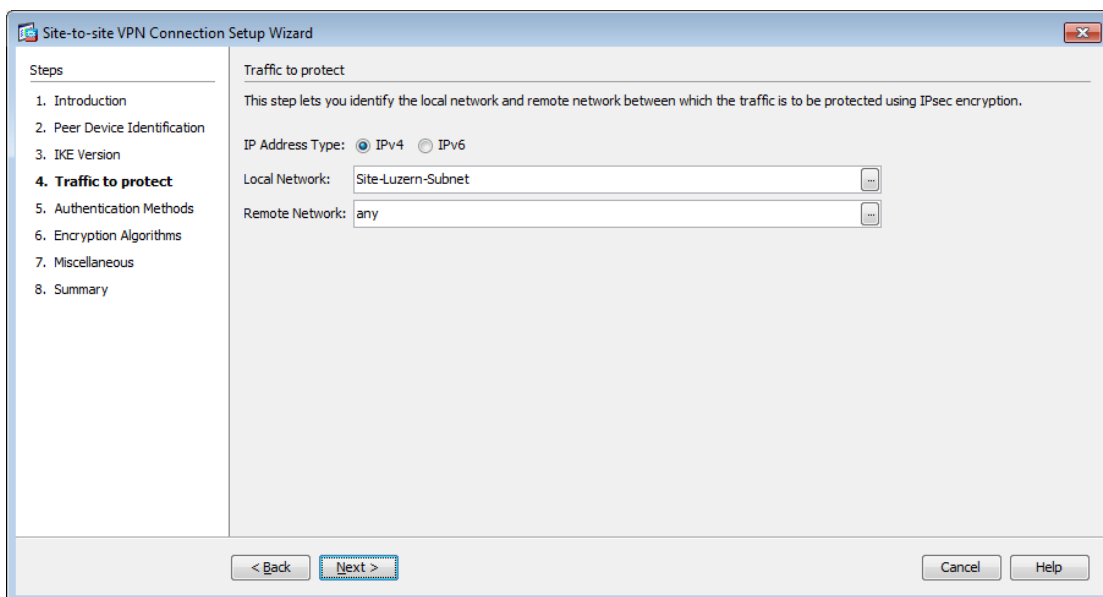 Site-to-site VPN Connection Setup Wizard
Steps
1. Introduction
2. Peer Device Identification
3. IKE Version
4. Traffic to protect
5. Authentication Methods
6. Encryption Algorithms
7. Miscellaneous
8. Summary
Traffic to protect
This step lets you identify the local network and remote network between which the traffic is to be protected using IPsec encryption.
IP Address Type: IPv4 IPv6
Local Network: Site-Luzern-Subnet ...
Remote Network: any ...
< Back Next > Cancel Help